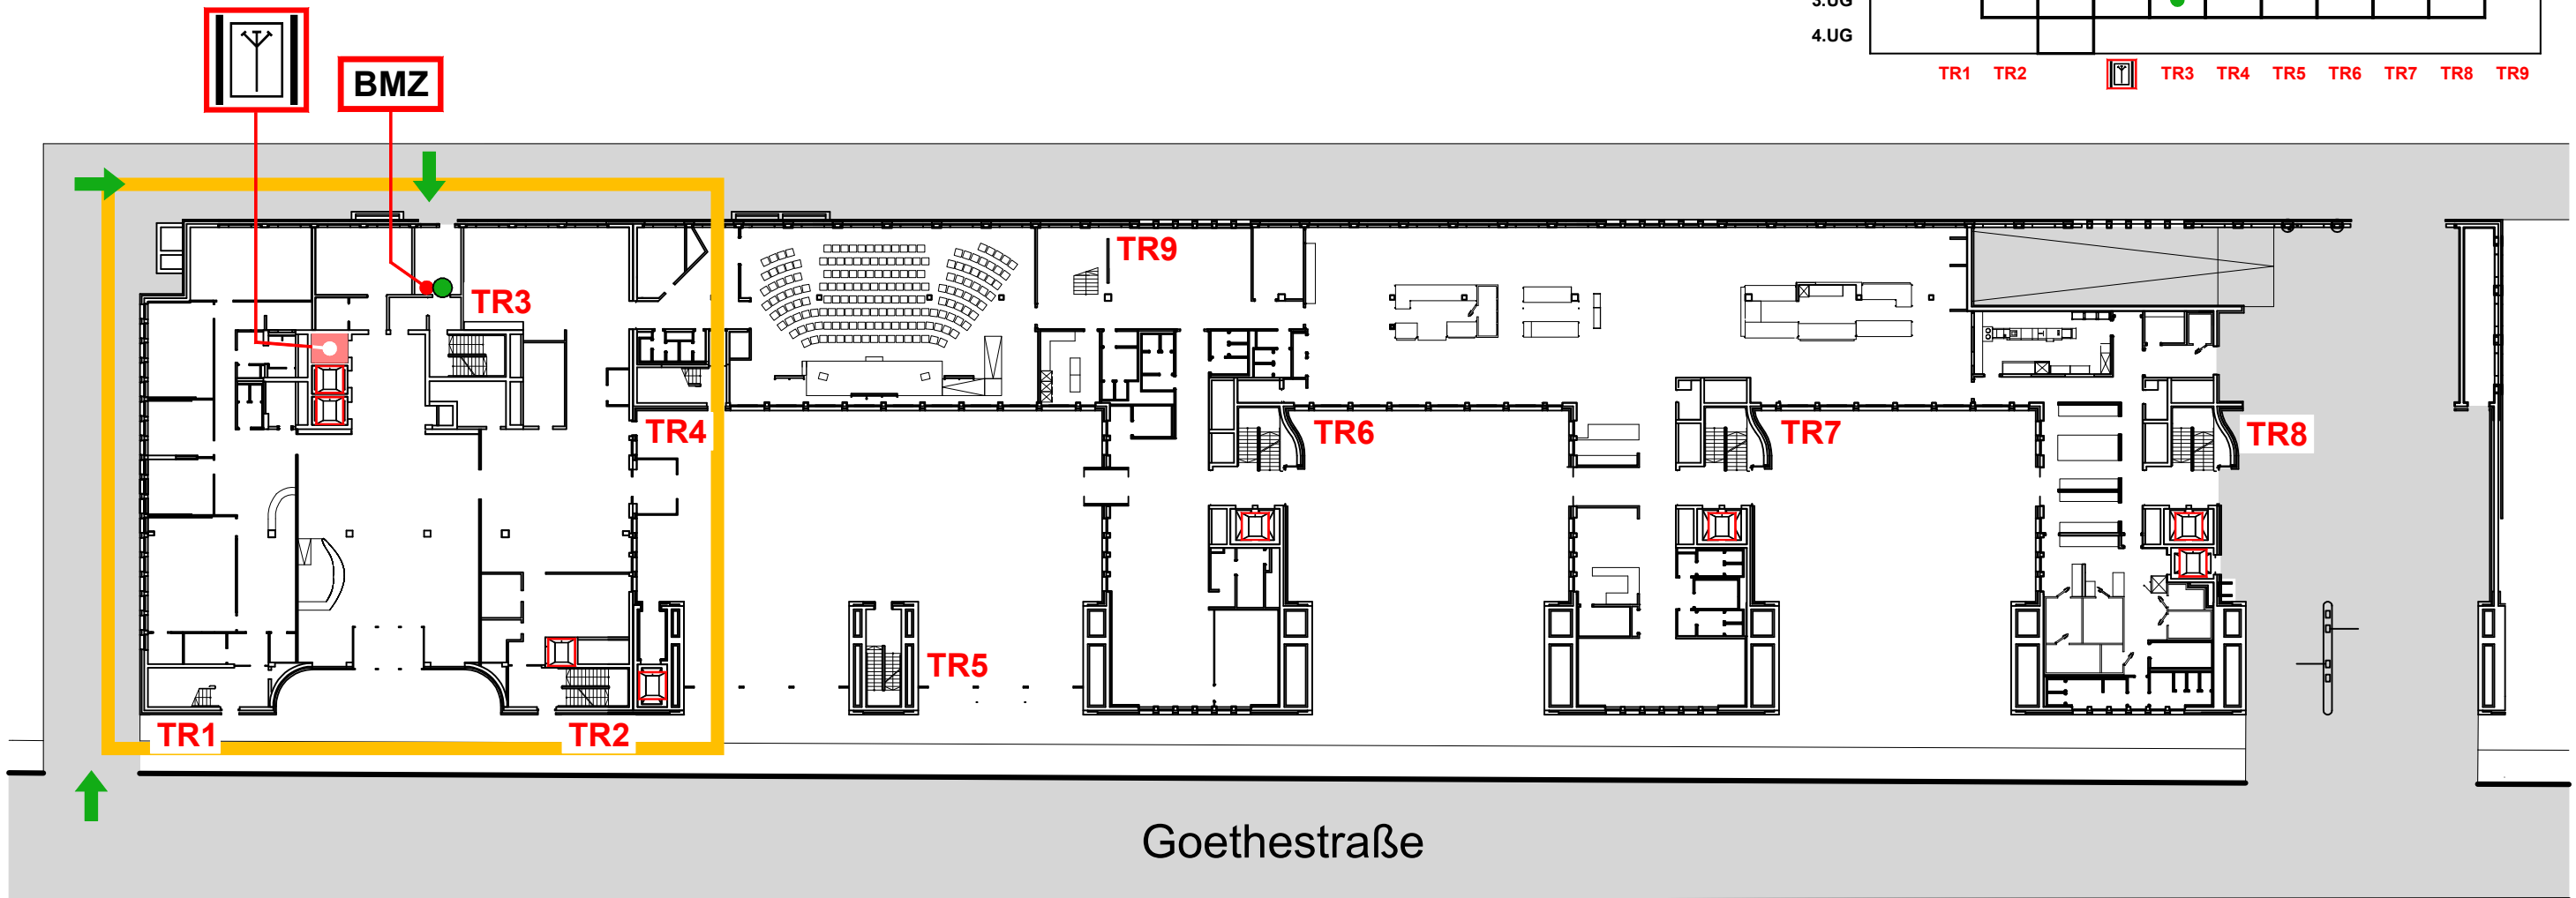 3.UG
4.UG
TR1 TR2 TR3 TR4 TR5 TR6 TR7 TR8 TR9
BMZ
TR9
TR3
TR4
TR6
TR7
TR8
TR5
TR1
TR2
Goethestraße